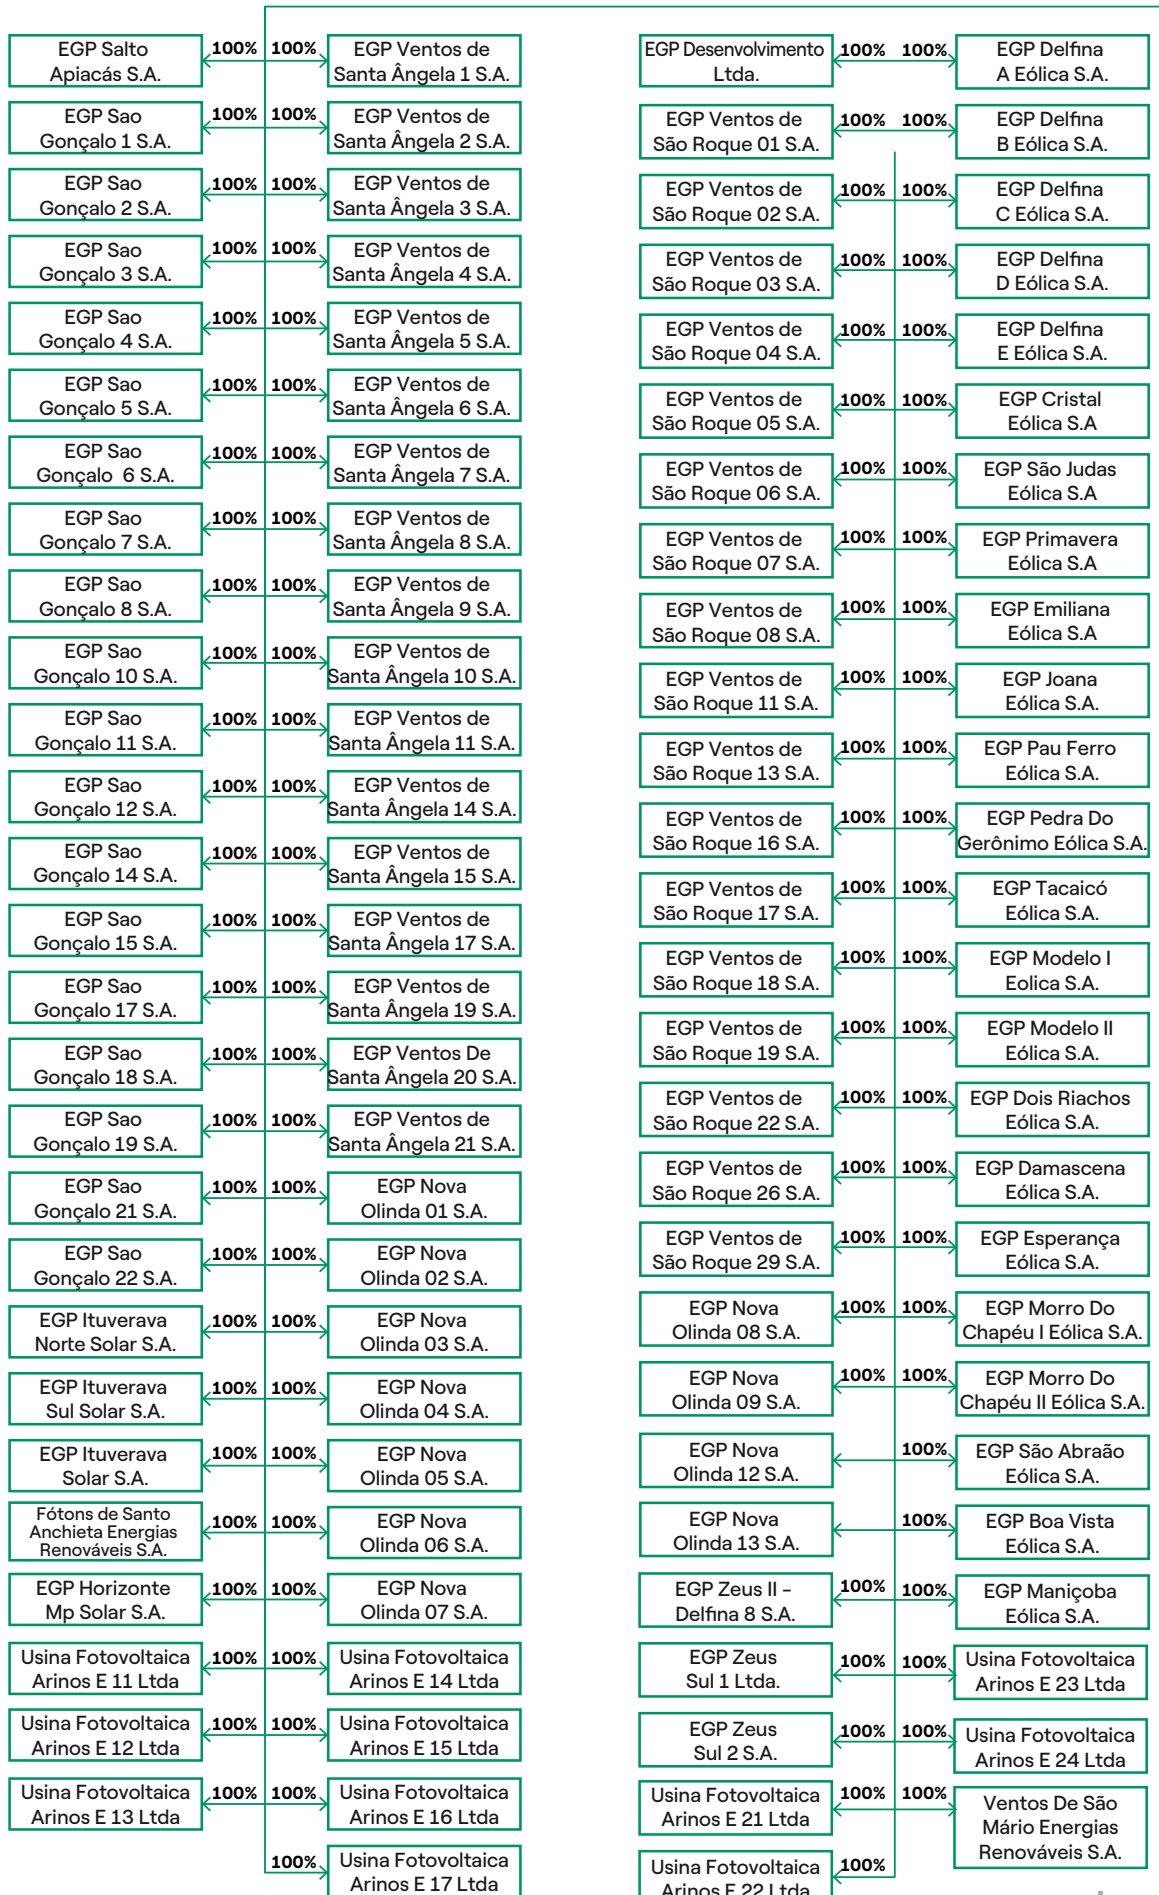 EGP Salto
Apiacás S.A.
100% 100%
EGP Ventos de
Santa Ângela 1 S.A.
EGP Sao
Gonçalo 1 S.A.
100% 100%
EGP Ventos de
Santa Ângela 2 S.A.
EGP Sao
Gonçalo 2 S.A.
100% 100%
EGP Ventos de
Santa Ângela 3 S.A.
EGP Sao
Gonçalo 3 S.A.
100% 100%
EGP Ventos de
Santa Ângela 4 S.A.
EGP Sao
Gonçalo 4 S.A.
100% 100%
EGP Ventos de
Santa Ângela 5 S.A.
EGP Sao
Gonçalo 5 S.A.
100% 100%
EGP Ventos de
Santa Ângela 6 S.A.
EGP Sao
Gonçalo 6 S.A.
100% 100%
EGP Ventos de
Santa Ângela 7 S.A.
EGP Sao
Gonçalo 7 S.A.
100% 100%
EGP Ventos de
Santa Ângela 8 S.A.
EGP Sao
Gonçalo 8 S.A.
100% 100%
EGP Ventos de
Santa Ângela 9 S.A.
EGP Sao
Gonçalo 10 S.A.
100% 100%
EGP Ventos de
Santa Ângela 10 S.A.
EGP Sao
Gonçalo 11 S.A.
100% 100%
EGP Ventos de
Santa Ângela 11 S.A.
EGP Sao
Gonçalo 12 S.A.
100% 100%
EGP Ventos de
Santa Ângela 14 S.A.
EGP Sao
Gonçalo 14 S.A.
100% 100%
EGP Ventos de
Santa Ângela 15 S.A.
EGP Sao
Gonçalo 15 S.A.
100% 100%
EGP Ventos de
Santa Ângela 17 S.A.
EGP Sao
Gonçalo 17 S.A.
100% 100%
EGP Ventos de
Santa Ângela 19 S.A.
EGP Sao
Gonçalo 18 S.A.
100% 100%
EGP Ventos De
Santa Ângela 20 S.A.
EGP Sao
Gonçalo 19 S.A.
100% 100%
EGP Ventos de
Santa Ângela 21 S.A.
EGP Sao
Gonçalo 21 S.A.
100% 100%
EGP Nova
Olinda 01 S.A.
EGP Sao
Gonçalo 22 S.A.
100% 100%
EGP Nova
Olinda 02 S.A.
EGP Ituverava
Norte Solar S.A.
100% 100%
EGP Nova
Olinda 03 S.A.
EGP Ituverava
Sul Solar S.A.
100% 100%
EGP Nova
Olinda 04 S.A.
EGP Ituverava
Solar S.A.
100% 100%
EGP Nova
Olinda 05 S.A.
Fótons de Santo
Anchieta Energias
Renováveis S.A.
100% 100%
EGP Nova
Olinda 06 S.A.
EGP Horizonte
Mp Solar S.A.
100% 100%
EGP Nova
Olinda 07 S.A.
Usina Fotovoltaica
Arinos E 11 Ltda
100% 100%
Usina Fotovoltaica
Arinos E 14 Ltda
Usina Fotovoltaica
Arinos E 12 Ltda
100% 100%
Usina Fotovoltaica
Arinos E 15 Ltda
Usina Fotovoltaica
Arinos E 13 Ltda
100% 100%
Usina Fotovoltaica
Arinos E 16 Ltda
100%
Usina Fotovoltaica
Arinos E 17 Ltda
EGP Desenvolvimento
Ltda.
100% 100%
EGP Delfina
A Eólica S.A.
EGP Ventos de
São Roque 01 S.A.
100% 100%
EGP Delfina
B Eólica S.A.
EGP Ventos de
São Roque 02 S.A.
100% 100%
EGP Delfina
C Eólica S.A.
EGP Ventos de
São Roque 03 S.A.
100% 100%
EGP Delfina
D Eólica S.A.
EGP Ventos de
São Roque 04 S.A.
100% 100%
EGP Delfina
E Eólica S.A.
EGP Ventos de
São Roque 05 S.A.
100% 100%
EGP Cristal
Eólica S.A
EGP Ventos de
São Roque 06 S.A.
100% 100%
EGP São Judas
Eólica S.A
EGP Ventos de
São Roque 07 S.A.
100% 100%
EGP Primavera
Eólica S.A
EGP Ventos de
São Roque 08 S.A.
100% 100%
EGP Emiliana
Eólica S.A
EGP Ventos de
São Roque 11 S.A.
100% 100%
EGP Joana
Eólica S.A.
EGP Ventos de
São Roque 13 S.A.
100% 100%
EGP Pau Ferro
Eólica S.A.
EGP Ventos de
São Roque 16 S.A.
100% 100%
EGP Pedra Do
Gerônimo Eólica S.A.
EGP Ventos de
São Roque 17 S.A.
100% 100%
EGP Tacaicó
Eólica S.A.
EGP Ventos de
São Roque 18 S.A.
100% 100%
EGP Modelo I
Eolica S.A.
EGP Ventos de
São Roque 19 S.A.
100% 100%
EGP Modelo II
Eólica S.A.
EGP Ventos de
São Roque 22 S.A.
100% 100%
EGP Dois Riachos
Eólica S.A.
EGP Ventos de
São Roque 26 S.A.
100% 100%
EGP Damascena
Eólica S.A.
EGP Ventos de
São Roque 29 S.A.
100% 100%
EGP Esperança
Eólica S.A.
EGP Nova
Olinda 08 S.A.
100% 100%
EGP Morro Do
Chapéu I Eólica S.A.
EGP Nova
Olinda 09 S.A.
100% 100%
EGP Morro Do
Chapéu II Eólica S.A.
EGP Nova
Olinda 12 S.A.
100%
EGP São Abraão
Eólica S.A.
EGP Nova
Olinda 13 S.A.
100%
EGP Boa Vista
Eólica S.A.
EGP Zeus II –
Delfina 8 S.A.
100% 100%
EGP Maniçoba
Eólica S.A.
EGP Zeus
Sul 1 Ltda.
100% 100%
Usina Fotovoltaica
Arinos E 23 Ltda
EGP Zeus
Sul 2 S.A.
100% 100%
Usina Fotovoltaica
Arinos E 24 Ltda
Usina Fotovoltaica
Arinos E 21 Ltda
100% 100%
Ventos De São
Mário Energias
Renováveis S.A.
Usina Fotovoltaica
Arinos E 22 Ltda
100%